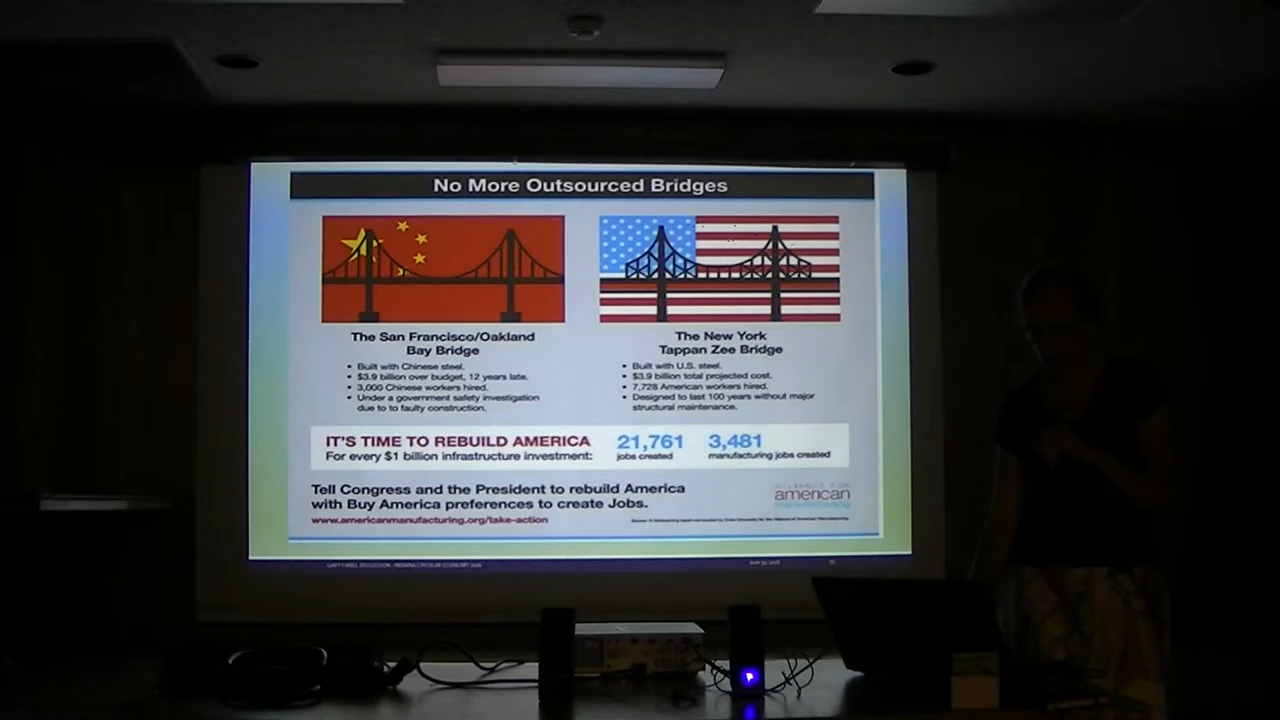 No More Outsourced Bridges
The San Francisco/Oakland
Bay Bridge
• Built with Chinese steel.
• $3.9 billion over budget, 12 years late.
• 3,000 Chinese workers hired.
• Under a government safety investigation
due to to faulty construction.
The New York
Tappan Zee Bridge
• Built with U.S. steel.
• $3.9 billion total projected cost.
• 7,728 American workers hired.
• Designed to last 100 years without major
structural maintenance.
IT'S TIME TO REBUILD AMERICA
For every $1 billion infrastructure investment:
21,761
jobs created
3,481
manufacturing jobs created
Tell Congress and the President to rebuild America
with Buy America preferences to create Jobs.
www.americanmanufacturing.org/take-action
ALLIANCE FOR
american
manufacturing